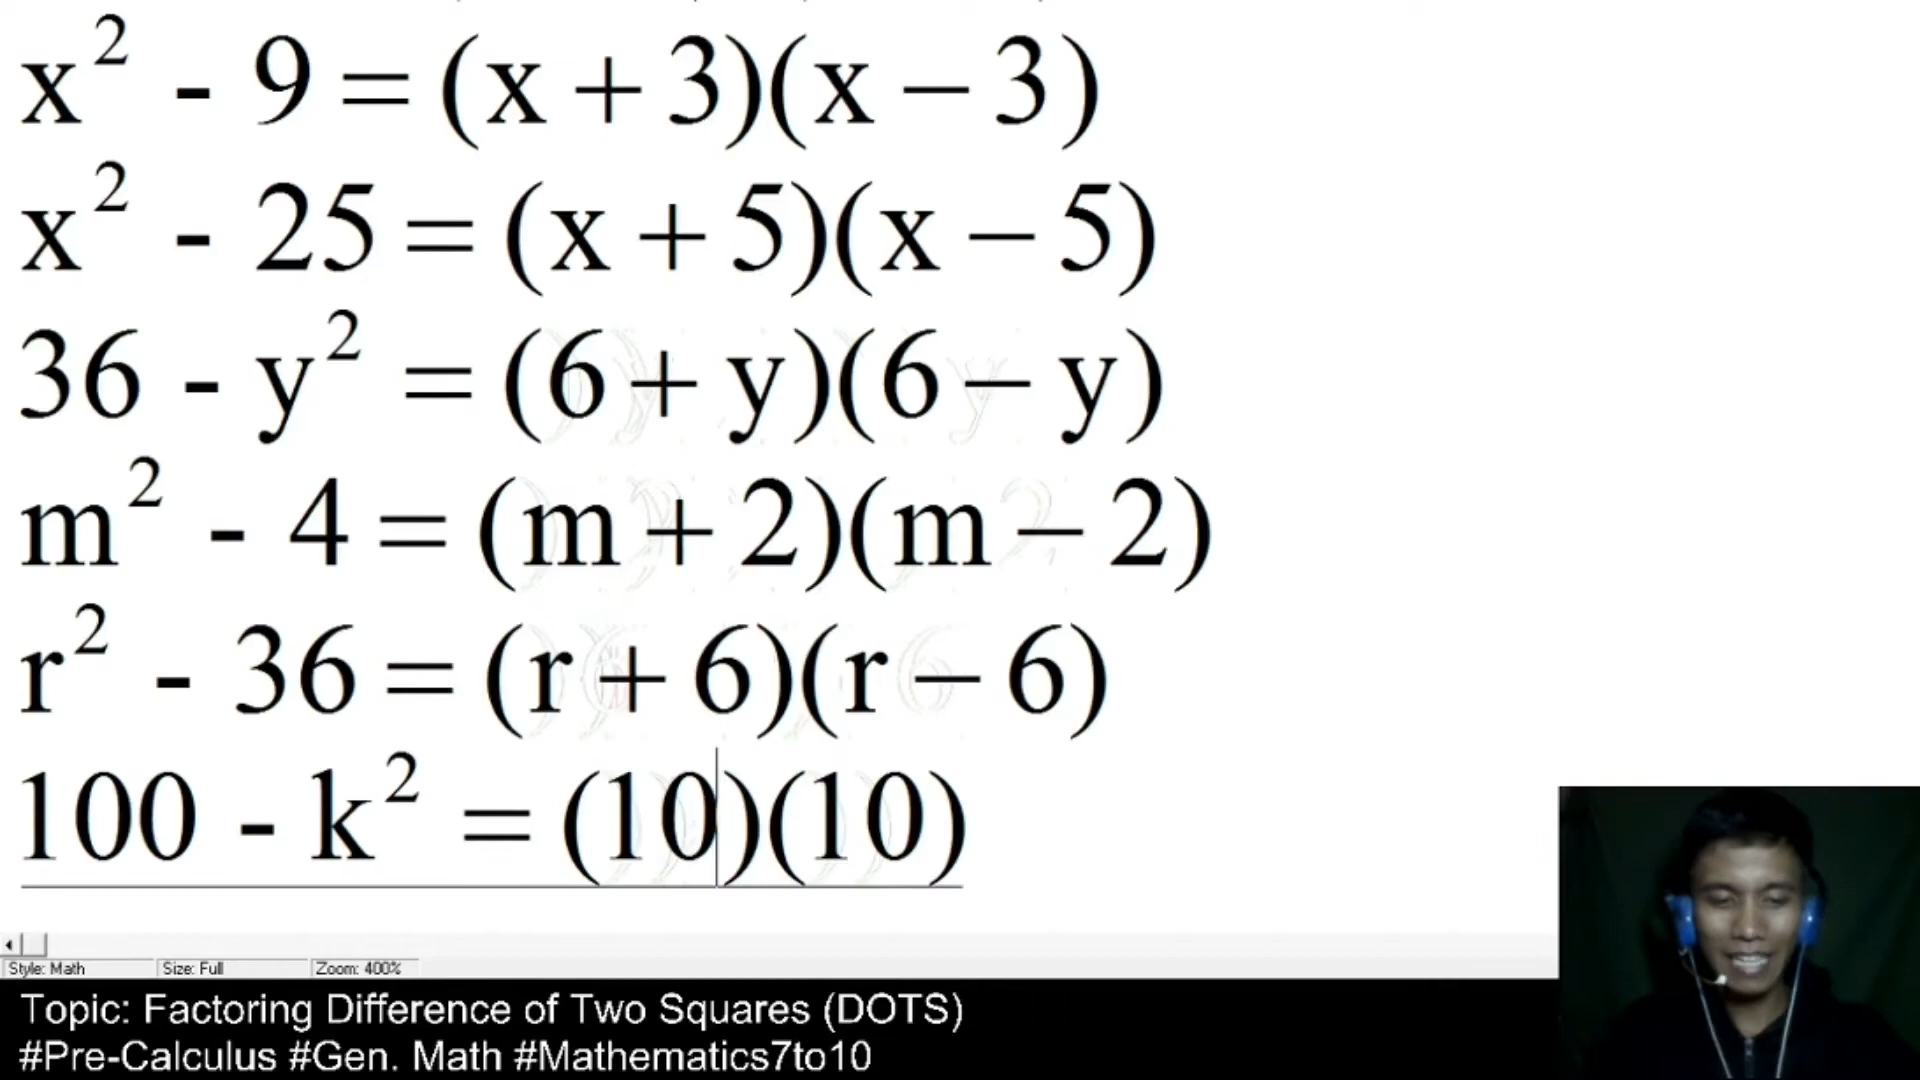 x² - 9 = (x + 3)(x − 3)
x² - 25 = (x + 5)(x − 5)
36 - y² = (6 + y)(6 − y)
m² - 4 = (m + 2)(m − 2)
r² - 36 = (r + 6)(r − 6)
100 - k² = (10)(10)
Style: Math Size: Full Zoom: 400%
Topic: Factoring Difference of Two Squares (DOTS)
#Pre-Calculus #Gen. Math #Mathematics7to10